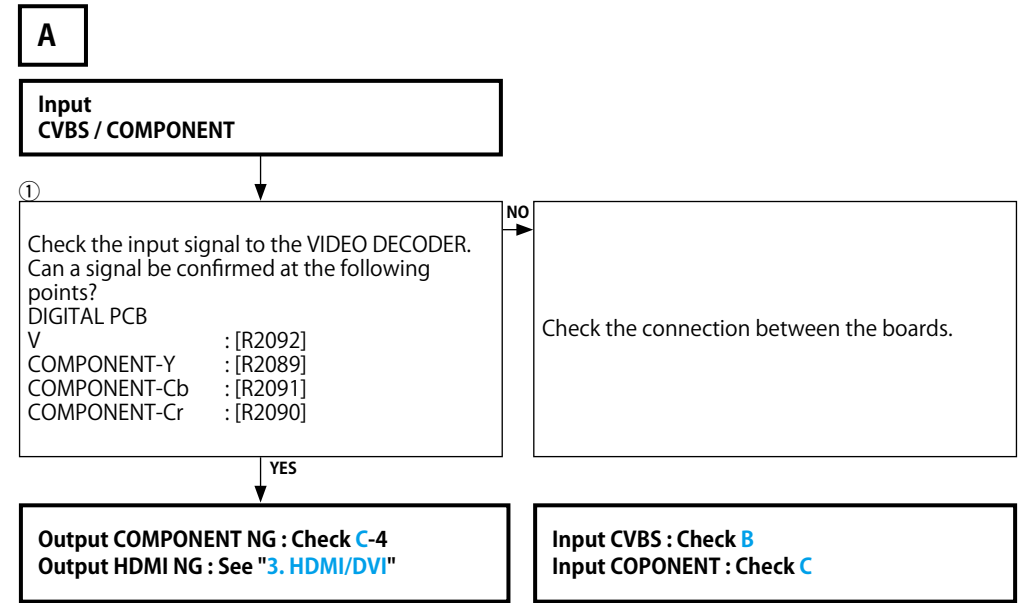 A
Input
CVBS / COMPONENT
①
Check the input signal to the VIDEO DECODER.
Can a signal be confirmed at the following
points?
DIGITAL PCB
V : [R2092]
COMPONENT-Y : [R2089]
COMPONENT-Cb : [R2091]
COMPONENT-Cr : [R2090]
NO
Check the connection between the boards.
YES
Output COMPONENT NG : Check C-4
Output HDMI NG : See "3. HDMI/DVI"
Input CVBS : Check B
Input COPONENT : Check C